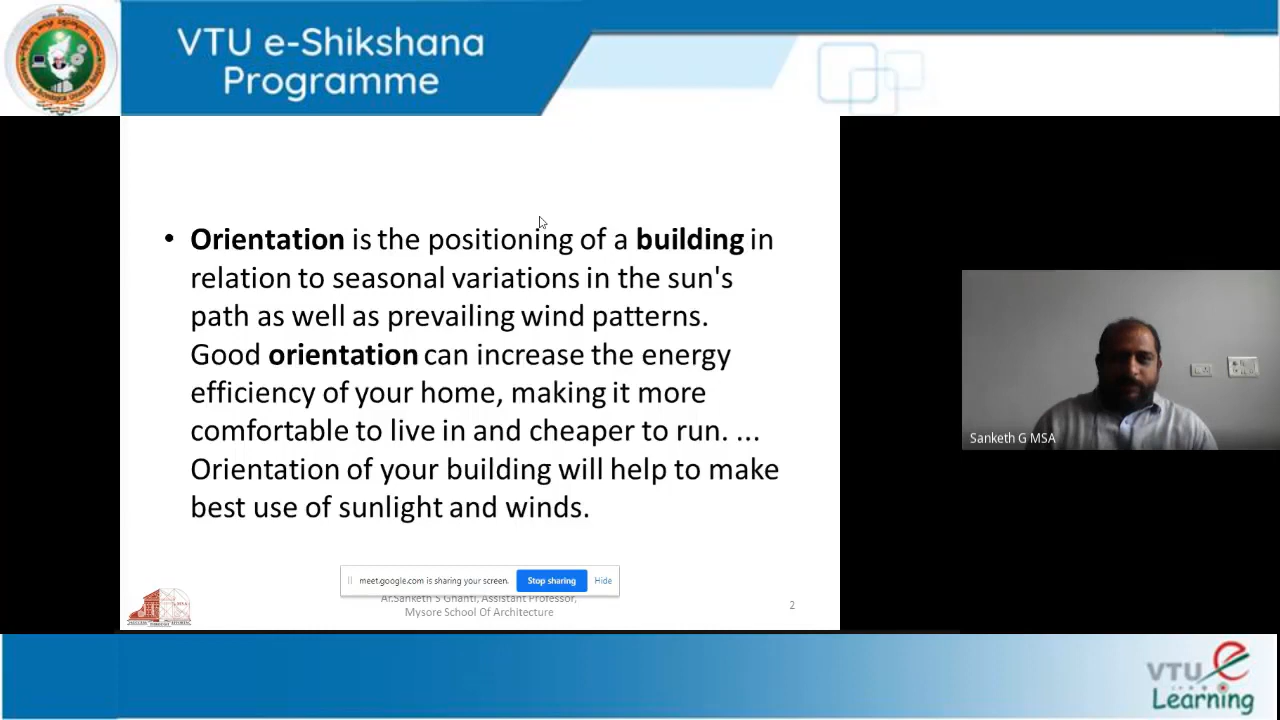 VTU e-Shikshana
Programme
• Orientation is the positioning of a building in
relation to seasonal variations in the sun's
path as well as prevailing wind patterns.
Good orientation can increase the energy
efficiency of your home, making it more
comfortable to live in and cheaper to run. ...
Orientation of your building will help to make
best use of sunlight and winds.
Sanketh G MSA
meet.google.com is sharing your screen. Stop sharing Hide
Ar.Sanketh S Ghanti, Assistant Professor,
Mysore School Of Architecture
2
VTU e
Learning